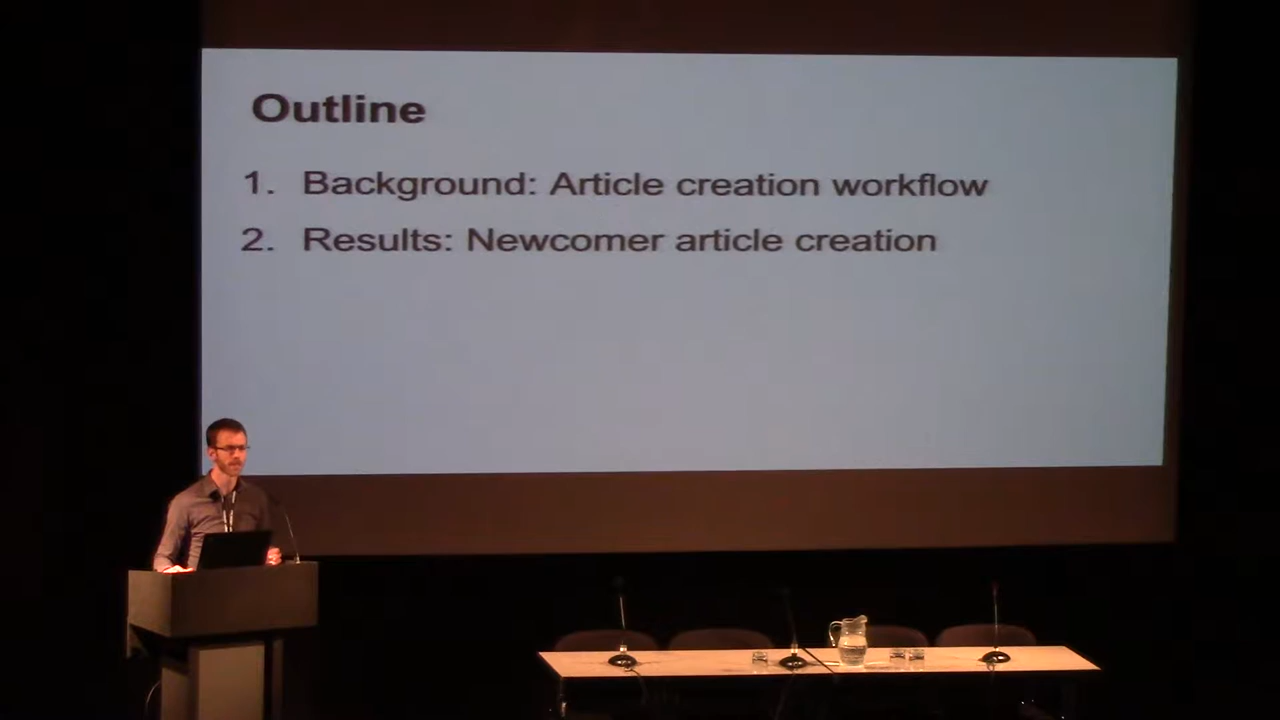 Outline
1. Background: Article creation workflow
2. Results: Newcomer article creation